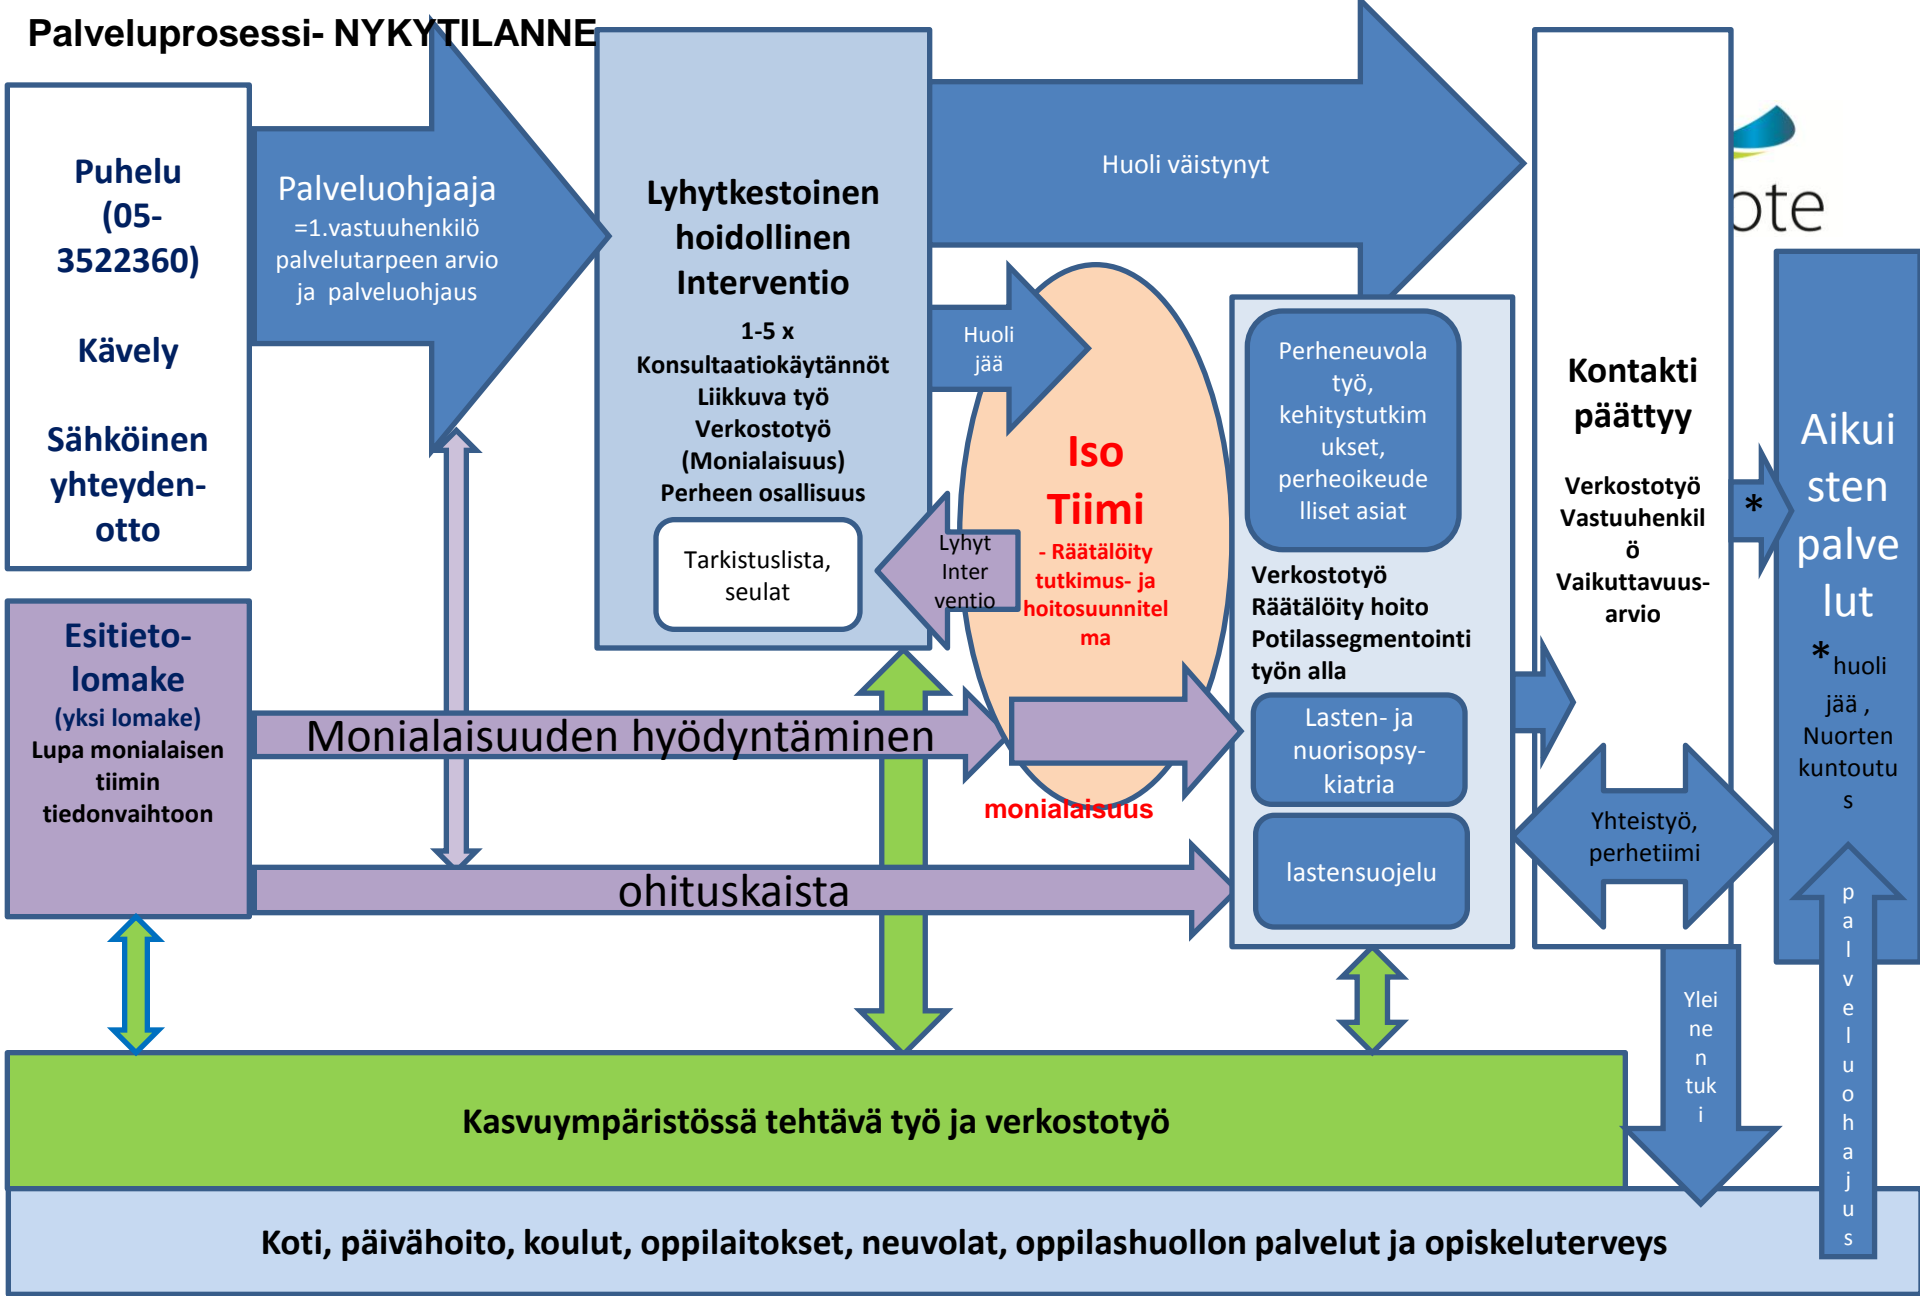 Palveluprosessi- NYKYTILANNE
Puhelu
(05-
3522360)
Kävely
Sähköinen
yhteyden-
otto
Palveluohjaaja
=1.vastuuhenkilö
palvelutarpeen arvio
ja palveluohjaus
Lyhytkestoinen
hoidollinen
Interventio
1-5 x
Konsultaatiokäytännöt
Liikkuva työ
Verkostotyö
(Monialaisuus)
Perheen osallisuus
Tarkistuslista,
seulat
Huoli väistynyt
Huoli
jää
Lyhyt
Inter
ventio
Iso
Tiimi
- Räätälöity
tutkimus- ja
hoitosuunnitel
ma
monialaisuus
Perheneuvola
työ,
kehitystutkim
ukset,
perheoikeude
lliset asiat
Verkostotyö
Räätälöity hoito
Potilassegmentointi
työn alla
Lasten- ja
nuorisopsy-
kiatria
lastensuojelu
Kontakti
päättyy
Verkostotyö
Vastuuhenkil
ö
Vaikuttavuus-
arvio
*
ote
Aikui
sten
palve
lut
*huoli
jää ,
Nuorten
kuntoutu
s
Yhteistyö,
perhetiimi
Esitieto-
lomake
(yksi lomake)
Lupa monialaisen
tiimin
tiedonvaihtoon
Monialaisuuden hyödyntäminen
ohituskaista
Ylei
ne
n
tuk
i
p
a
l
v
e
l
u
o
h
a
j
u
s
Kasvuympäristössä tehtävä työ ja verkostotyö
Koti, päivähoito, koulut, oppilaitokset, neuvolat, oppilashuollon palvelut ja opiskeluterveys